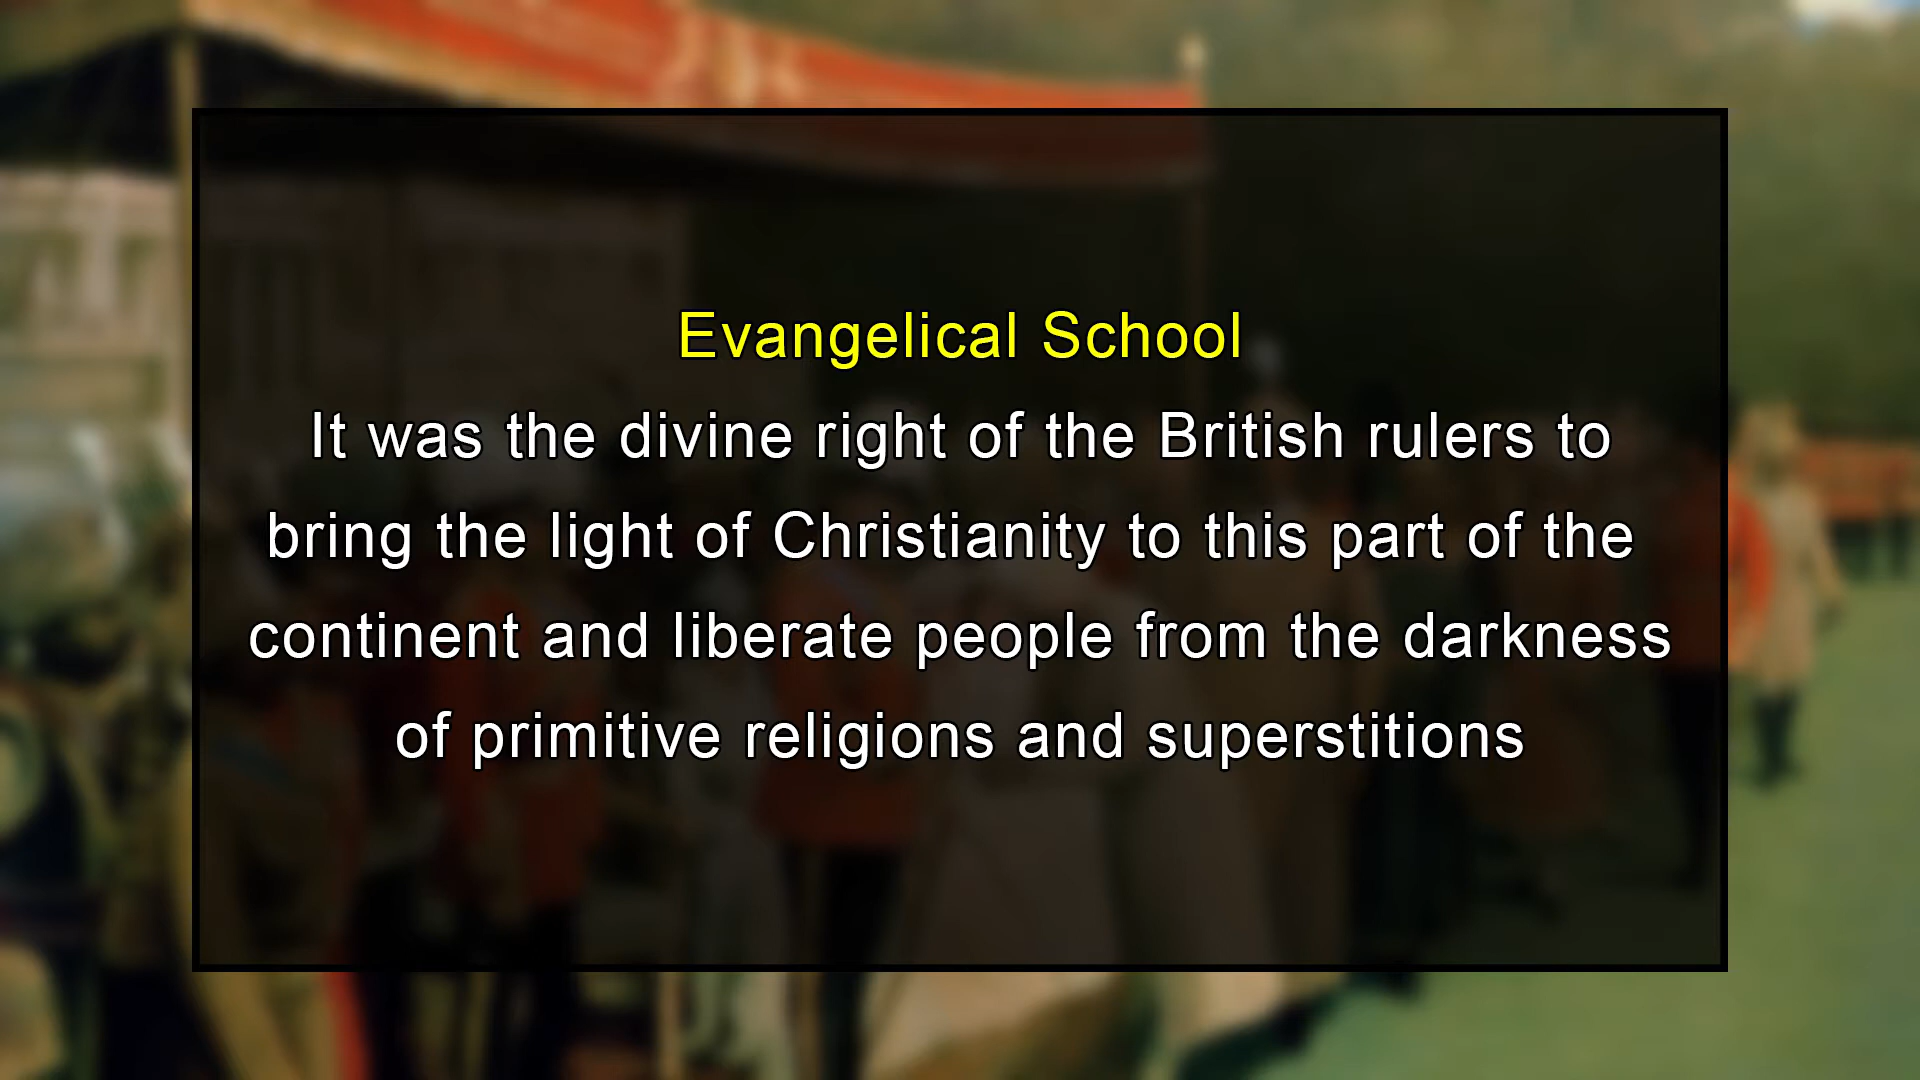 Evangelical School
It was the divine right of the British rulers to
bring the light of Christianity to this part of the
continent and liberate people from the darkness
of primitive religions and superstitions